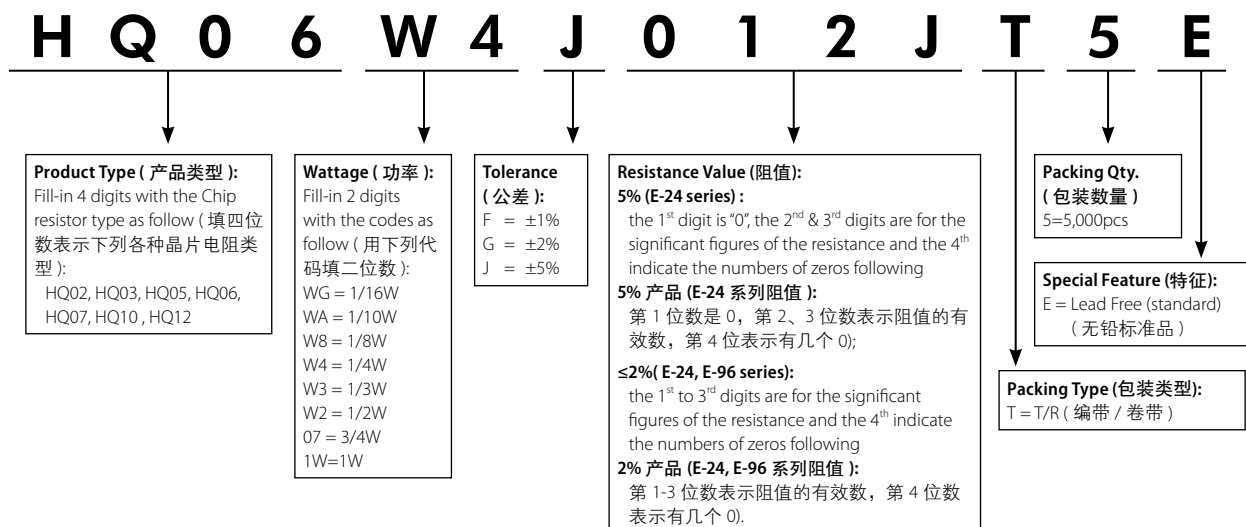 H Q 0 6 W 4 J 0 1 2 J T 5 E
Product Type ( 产品类型 ):
Fill-in 4 digits with the Chip
resistor type as follow ( 填四位
数表示下列各种晶片电阻类
型 ):
HQ02, HQ03, HQ05, HQ06,
HQ07, HQ10 , HQ12
Wattage ( 功率 ):
Fill-in 2 digits
with the codes as
follow ( 用下列代
码填二位数 ):
WG = 1/16W
WA = 1/10W
W8 = 1/8W
W4 = 1/4W
W3 = 1/3W
W2 = 1/2W
07 = 3/4W
1W=1W
Tolerance
( 公差 ):
F = ±1%
G = ±2%
J = ±5%
Resistance Value (阻值):
5% (E-24 series) :
the 1st digit is “0”, the 2nd & 3rd digits are for the
significant figures of the resistance and the 4th
indicate the numbers of zeros following
5% 产品 (E-24 系列阻值 ):
第 1 位数是 0，第 2、3 位数表示阻值的有
效数，第 4 位表示有几个 0);
≤2%( E-24, E-96 series):
the 1st to 3rd digits are for the significant
figures of the resistance and the 4th indicate
the numbers of zeros following
2% 产品 (E-24, E-96 系列阻值 ):
第 1-3 位数表示阻值的有效数，第 4 位数
表示有几个 0).
Packing Qty.
( 包装数量 )
5=5,000pcs
Special Feature (特征):
E = Lead Free (standard)
( 无铅标准品 )
Packing Type (包装类型):
T = T/R ( 编带 / 卷带 )